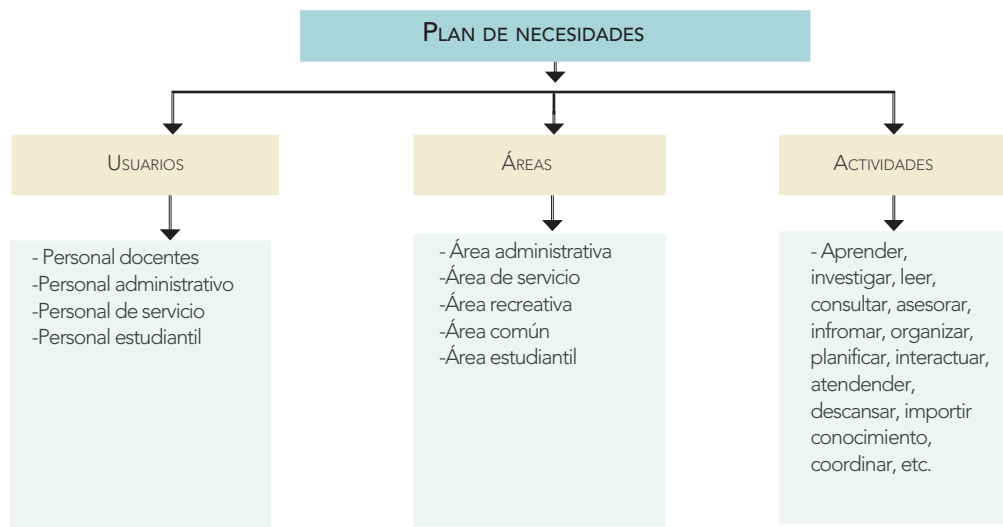 PLAN DE NECESIDADES
USUARIOS
- Personal docentes
-Personal administrativo
-Personal de servicio
-Personal estudiantil
ÁREAS
- Área administrativa
-Área de servicio
-Área recreativa
-Área común
-Área estudiantil
ACTIVIDADES
- Aprender,
investigar, leer,
consultar, asesorar,
infromar, organizar,
planificar, interactuar,
atendender,
descansar, importir
conocimiento,
coordinar, etc.